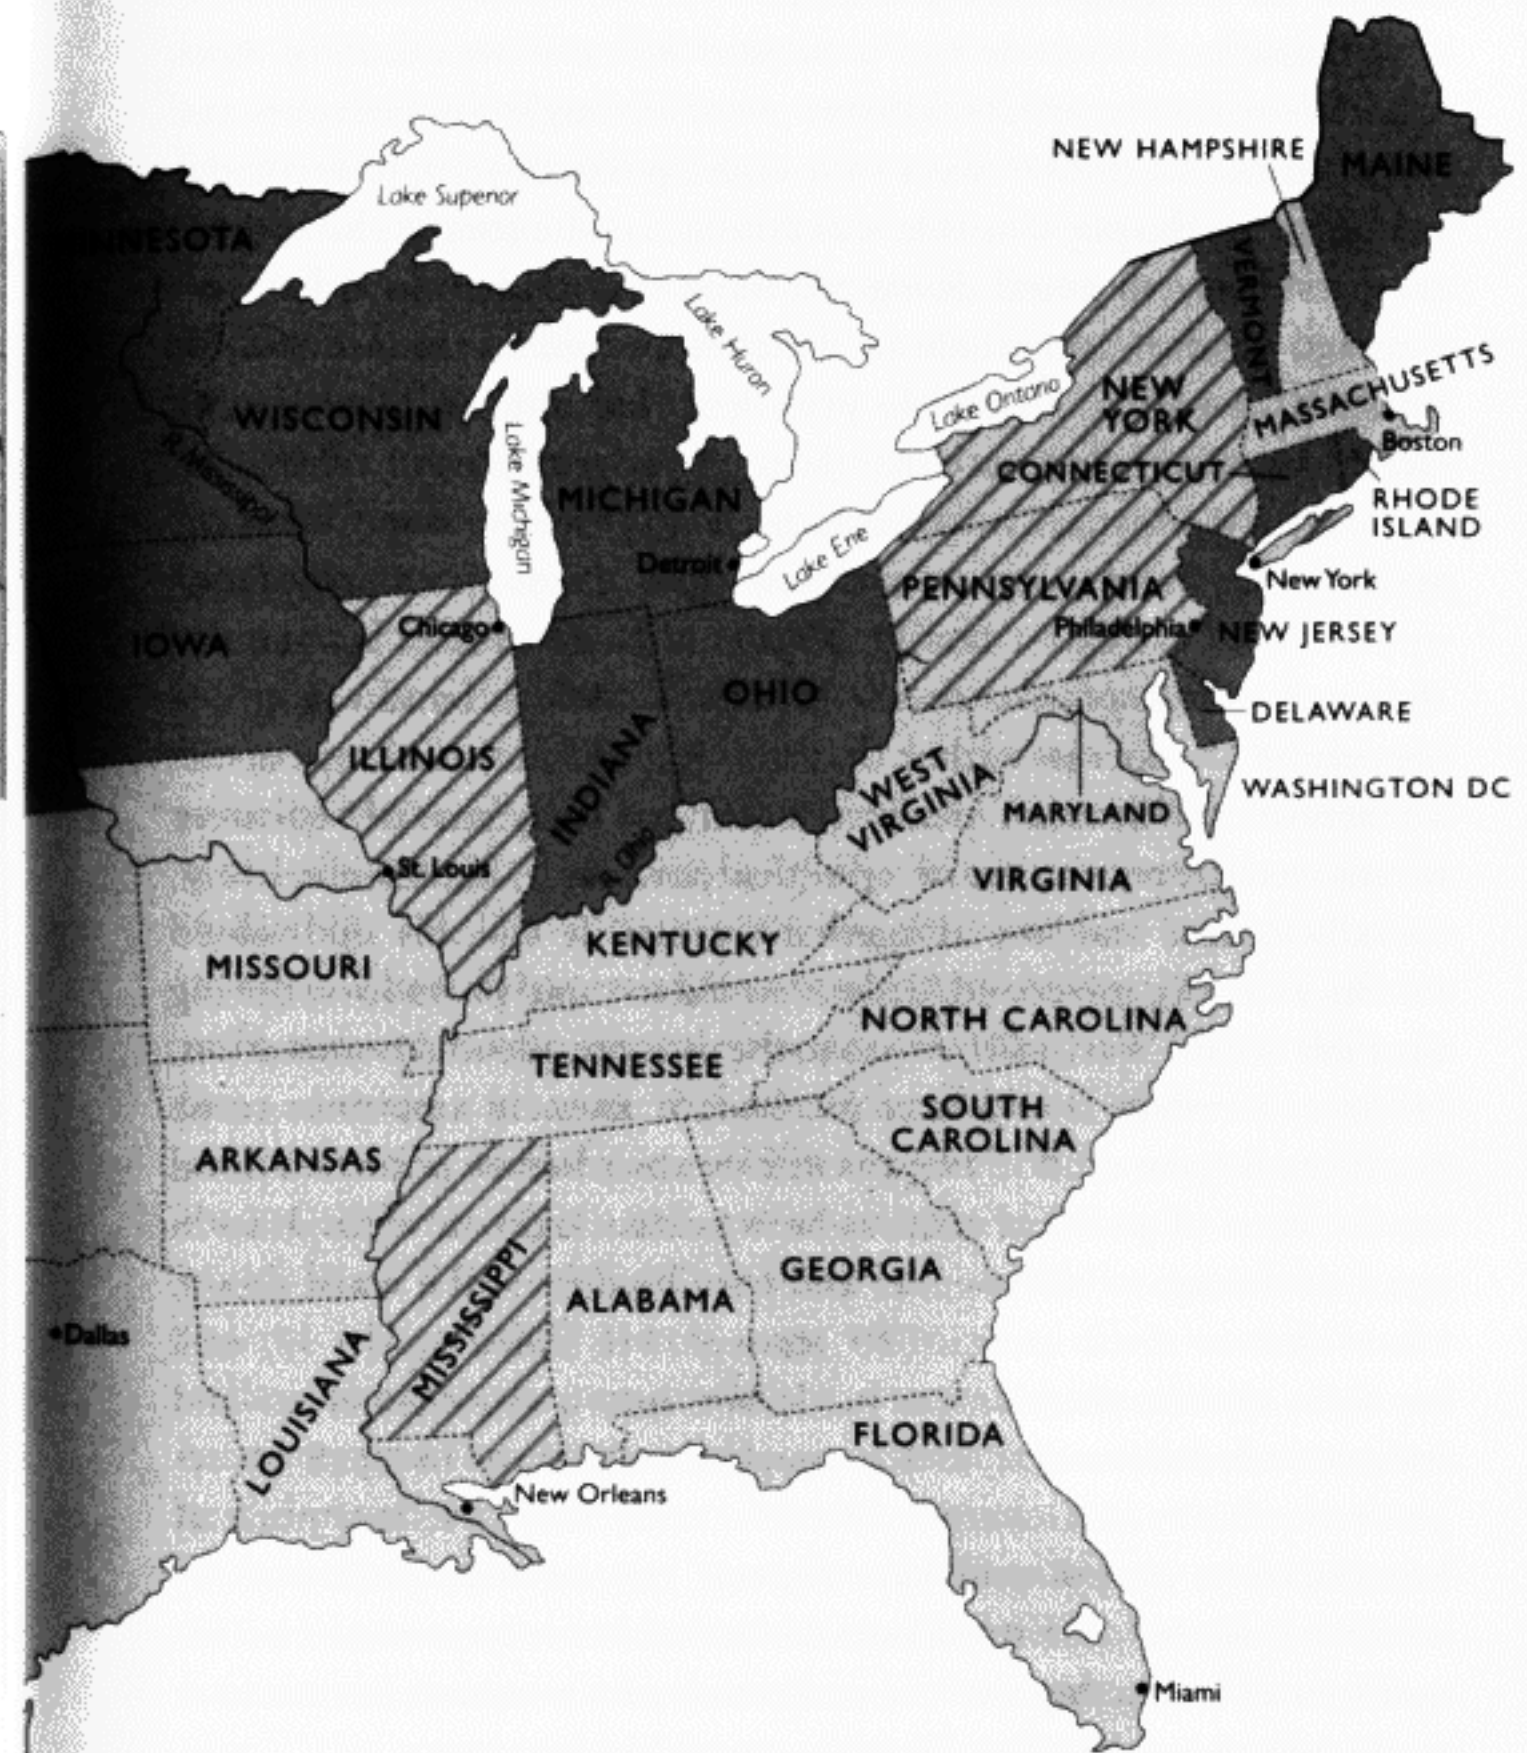 NEW HAMPSHIRE
MAINE
Lake Superior
NNESOTA
VERMONT
Lake Huron
MASSACHUSETTS
NEW
YORK
Lake Ontario
WISCONSIN
Boston
R. Mississippi
Lake Michigan
CONNECTICUT
MICHIGAN
RHODE
ISLAND
Lake Erie
Detroit
New York
PENNSYLVANIA
Chicago
Philadelphia
NEW JERSEY
IOWA
OHIO
DELAWARE
ILLINOIS
INDIANA
WEST
VIRGINIA
WASHINGTON DC
MARYLAND
R. Ohio
St. Louis
VIRGINIA
KENTUCKY
MISSOURI
NORTH CAROLINA
TENNESSEE
SOUTH
CAROLINA
ARKANSAS
GEORGIA
ALABAMA
MISSISSIPPI
Dallas
LOUISIANA
FLORIDA
New Orleans
Miami